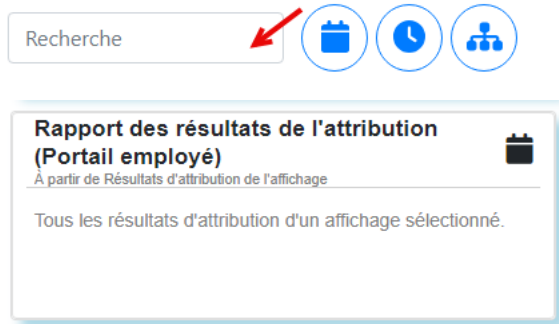 Recherche
Rapport des résultats de l'attribution
(Portail employé)
À partir de Résultats d'attribution de l'affichage
Tous les résultats d'attribution d'un affichage sélectionné.